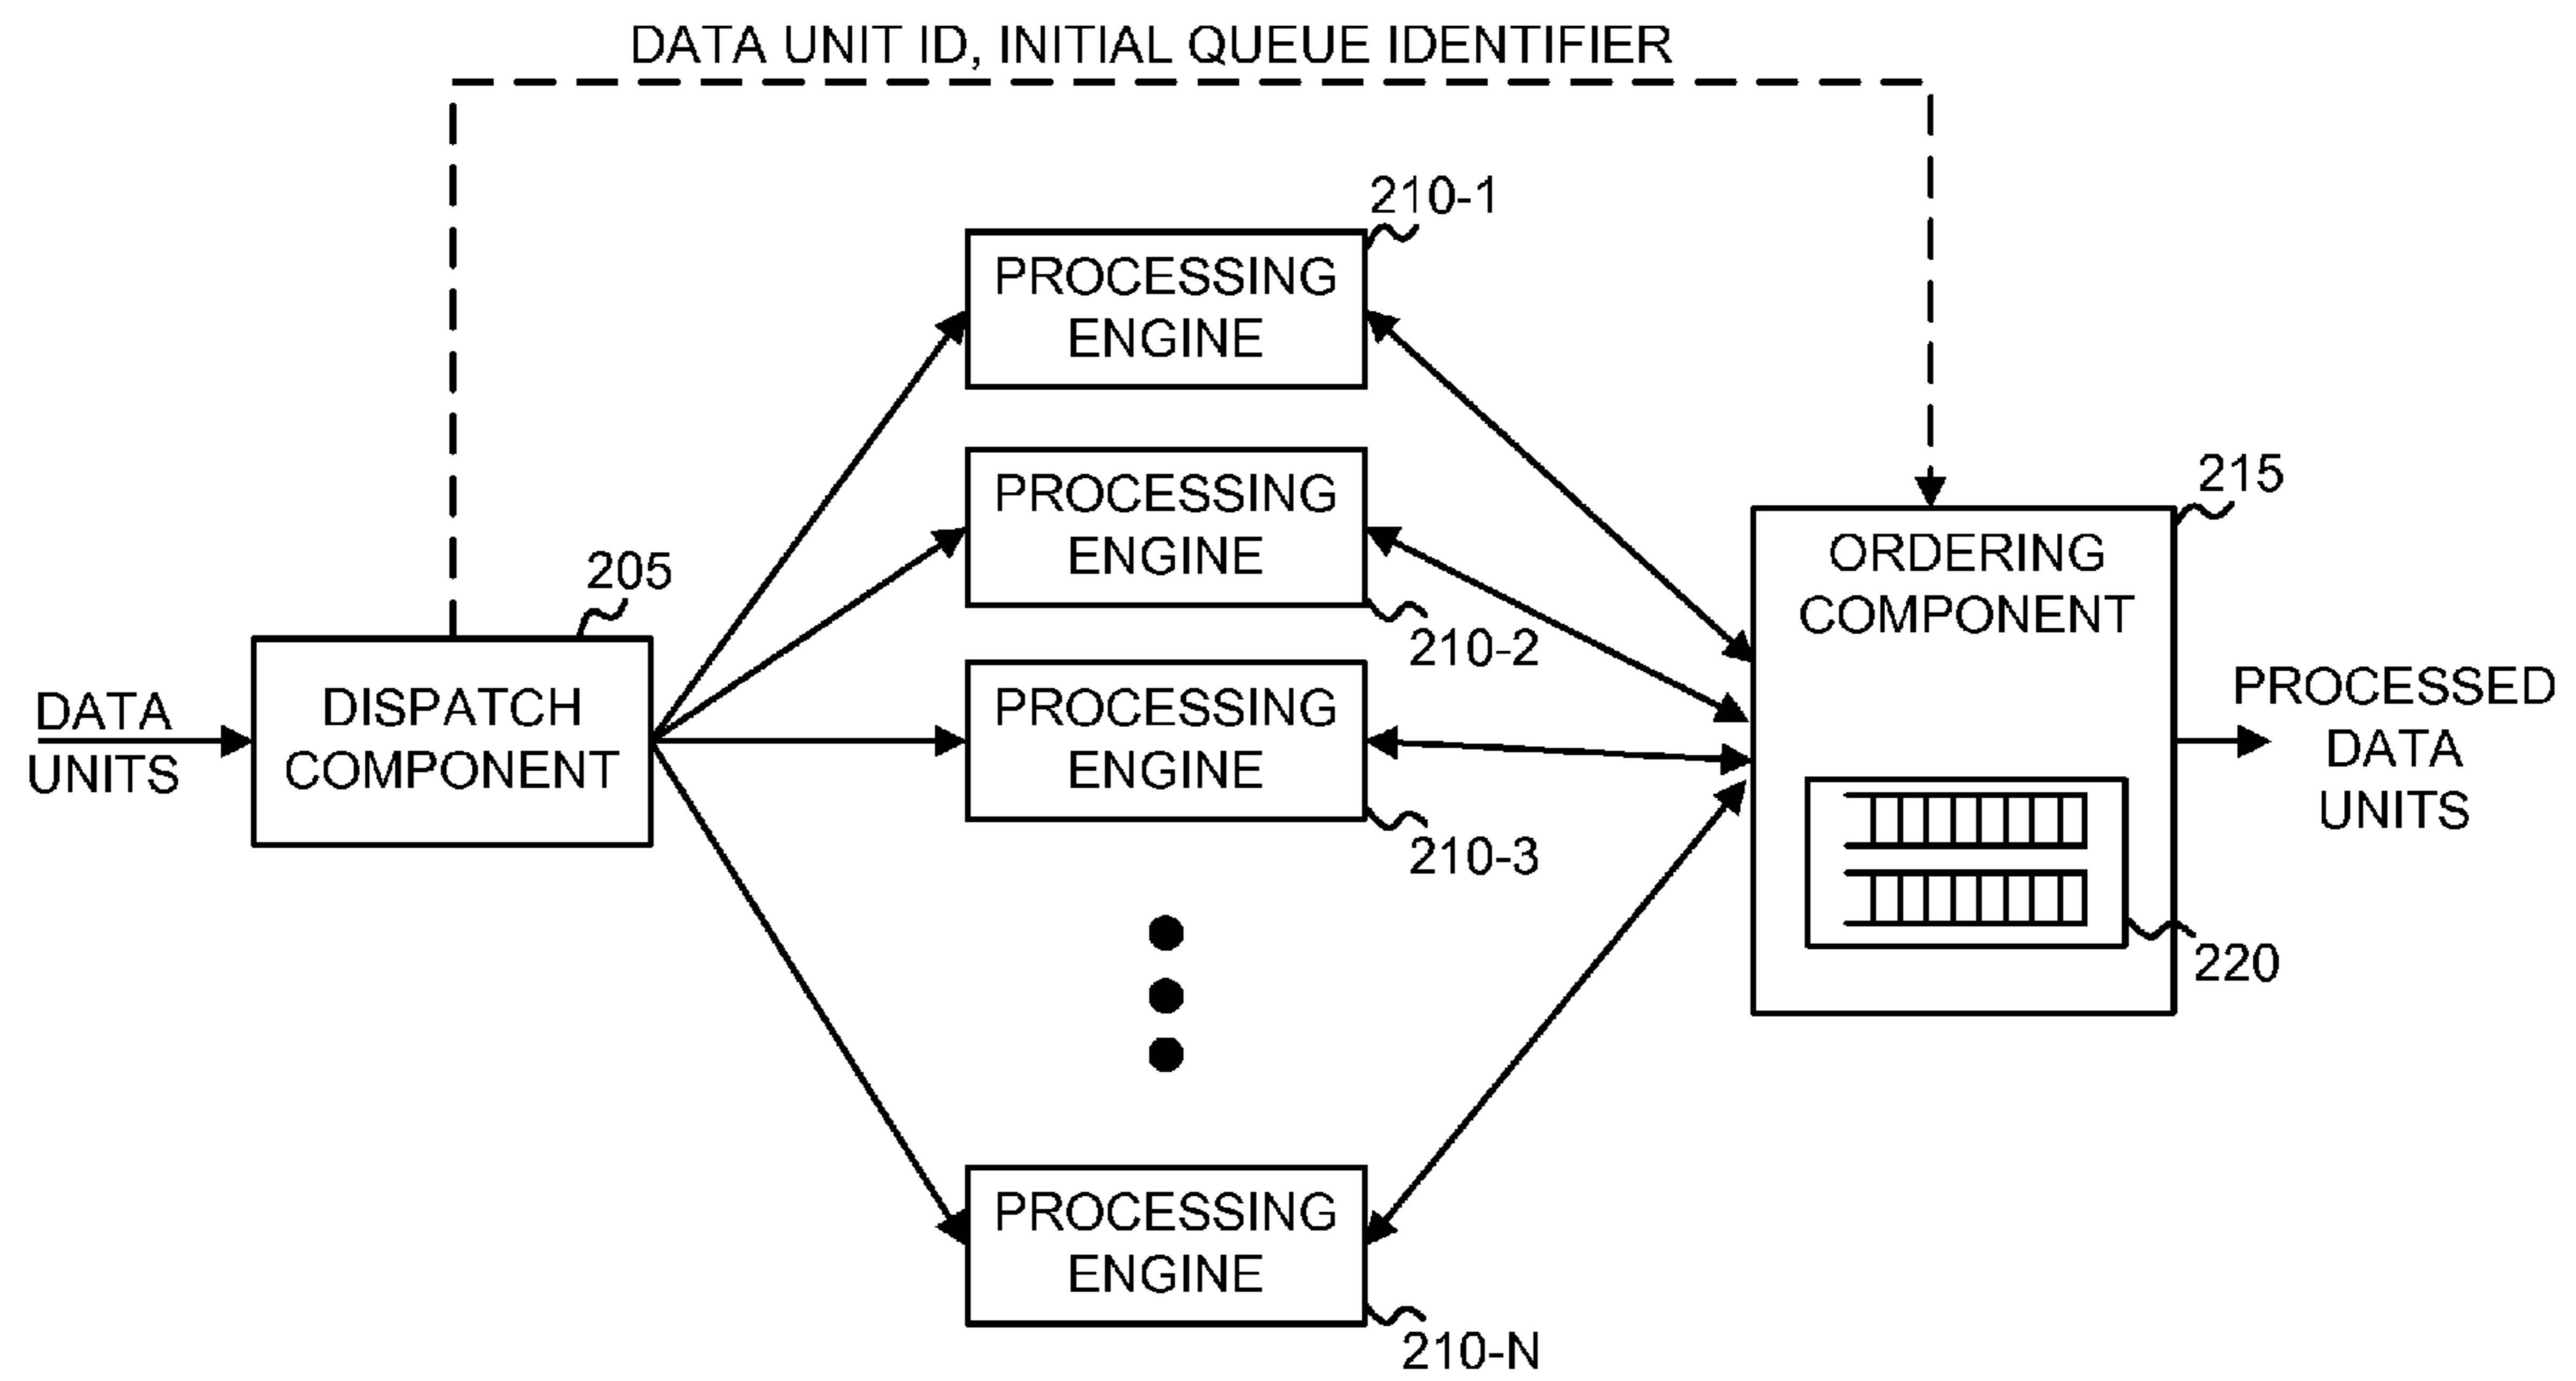 DATA UNIT ID, INITIAL QUEUE IDENTIFIER
210-1
PROCESSING
ENGINE
PROCESSING
ENGINE
210-2
215
ORDERING
COMPONENT
205
DATA
UNITS
DISPATCH
COMPONENT
PROCESSING
ENGINE
210-3
PROCESSED
DATA
UNITS
220
PROCESSING
ENGINE
210-N